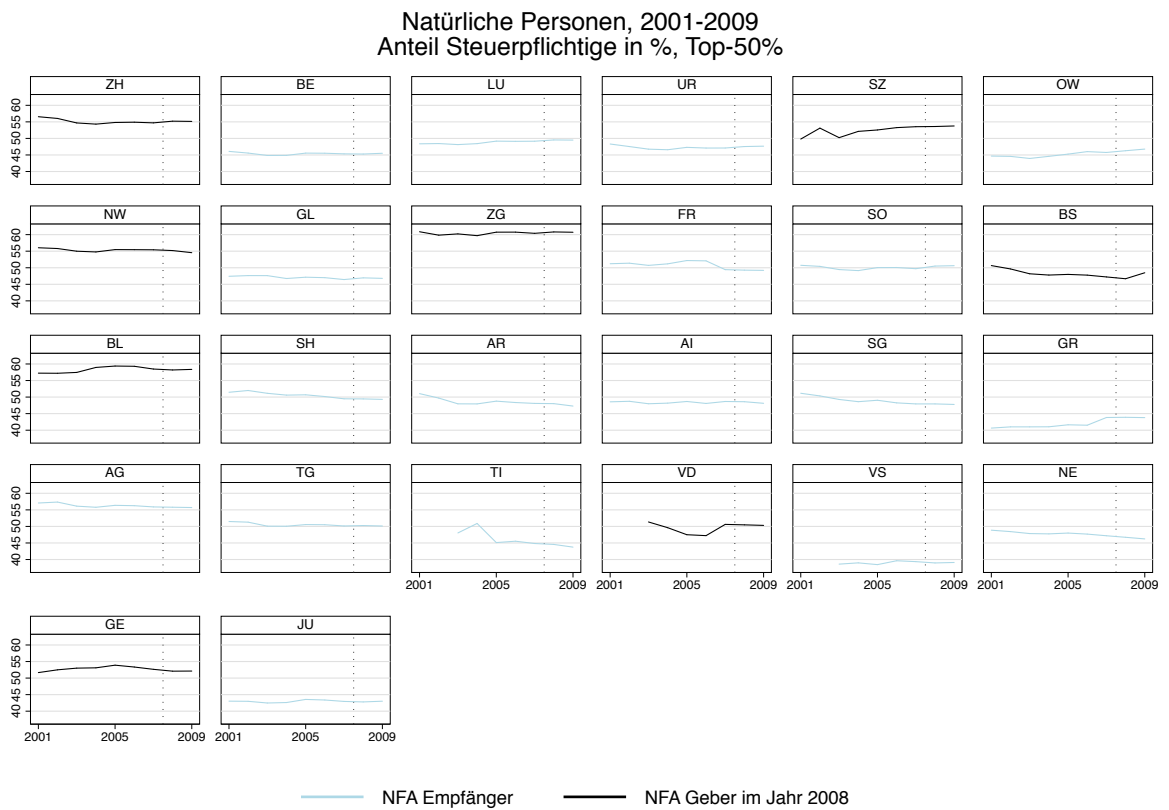 Natürliche Personen, 2001-2009
Anteil Steuerpflichtige in %, Top-50%
ZH BE LU UR SZ OW
40 45 50 55 60
NW GL ZG FR SO BS
40 45 50 55 60
BL SH AR AI SG GR
40 45 50 55 60
AG TG TI VD VS NE
40 45 50 55 60
2001 2005 2009 2001 2005 2009 2001 2005 2009 2001 2005 2009
GE JU
40 45 50 55 60
2001 2005 2009 2001 2005 2009
NFA Empfänger NFA Geber im Jahr 2008